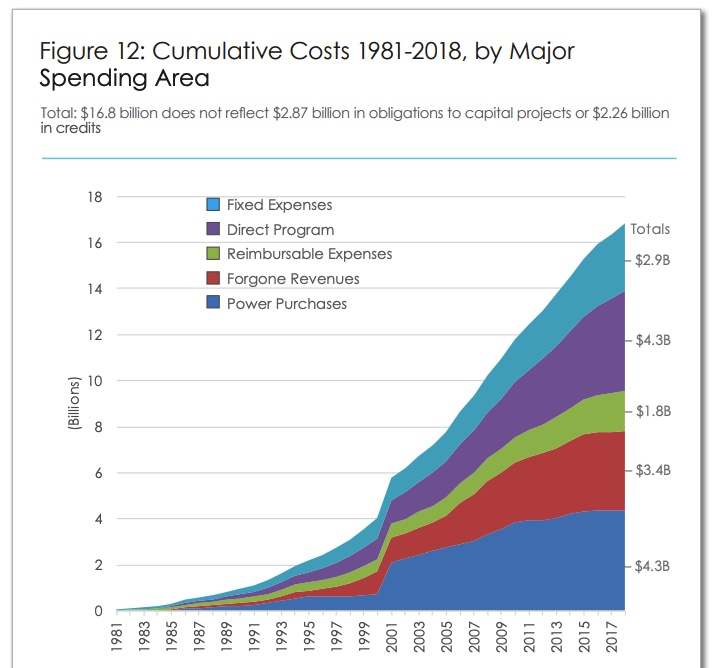 Figure 12: Cumulative Costs 1981-2018, by Major
Spending Area
Total: $16.8 billion does not reflect $2.87 billion in obligations to capital projects or $2.26 billion
in credits
18
16
14
12
10
8
6
4
2
0
(Billions)
Fixed Expenses
Direct Program
Reimbursable Expenses
Forgone Revenues
Power Purchases
Totals
$2.9B
$4.3B
$1.8B
$3.4B
$4.3B
1981
1983
1985
1987
1989
1991
1993
1995
1997
1999
2001
2003
2005
2007
2009
2011
2013
2015
2017